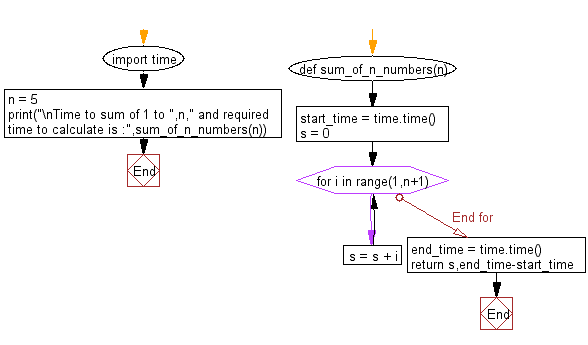 import time
n = 5
print("\nTime to sum of 1 to ",n," and required
time to calculate is :",sum_of_n_numbers(n))
End
def sum_of_n_numbers(n)
start_time = time.time()
s = 0
for i in range(1,n+1)
End for
s = s + i
end_time = time.time()
return s,end_time-start_time
End